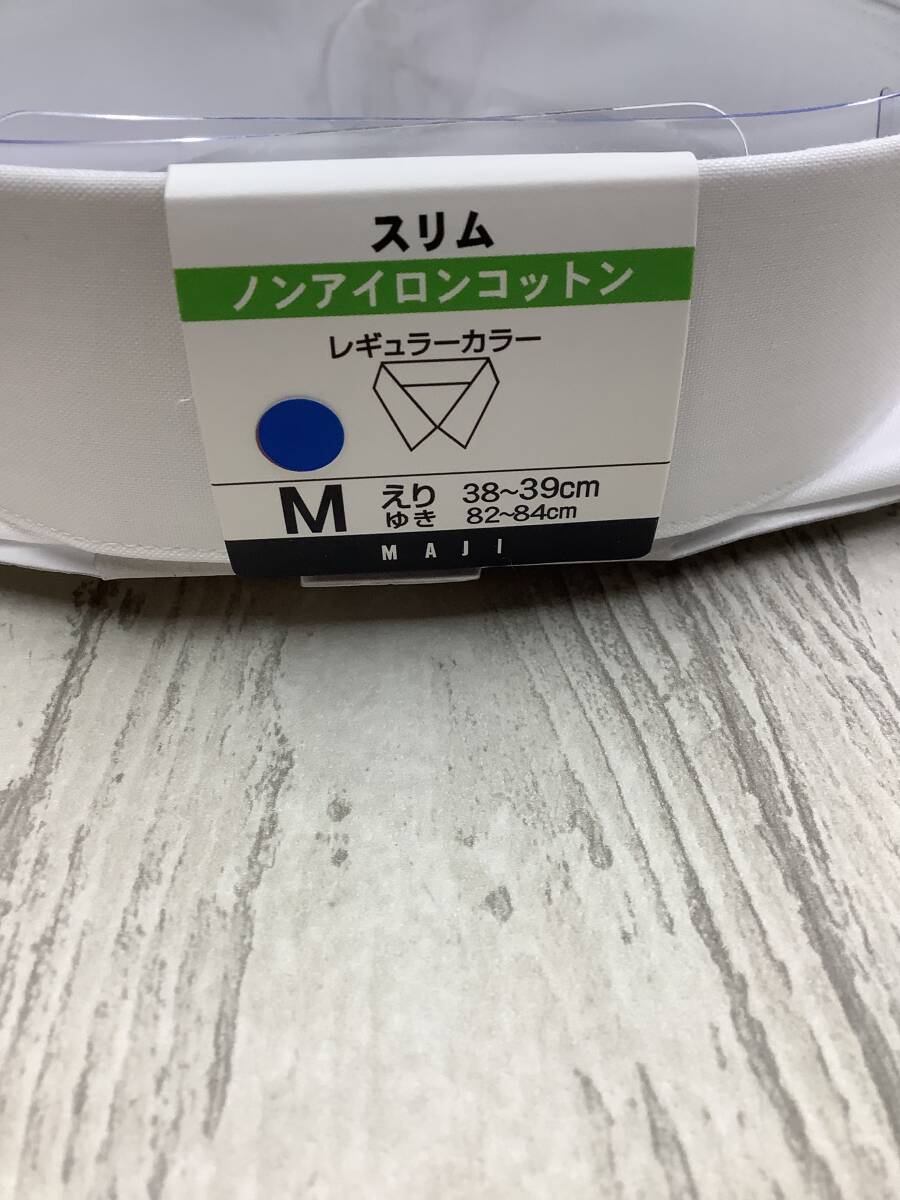 スリム
ノンアイロンコットン
レギュラーカラー
M えり 38~39cm
ゆき 82~84cm
MAJI